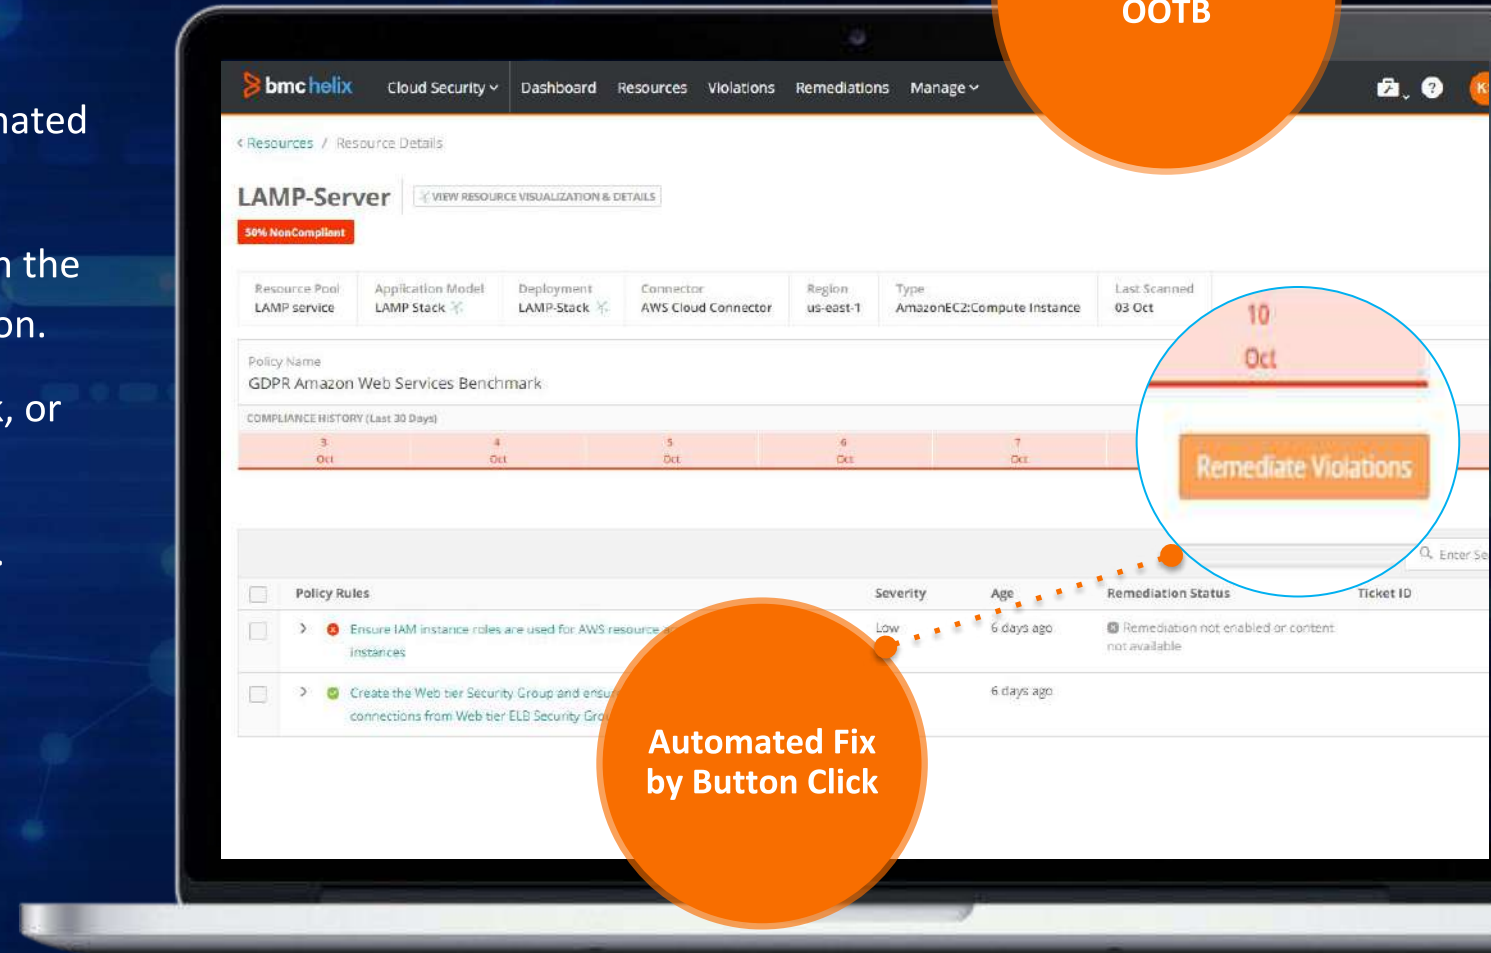 OOTB
nated
n the
on.
, or
.
bmchelix Cloud Security Dashboard Resources Violations Remediations Manage
< Resources / Resource Details
LAMP-Server VIEW RESOURCE VISUALIZATION & DETAILS
50% NonCompliant
Resource Pool Application Model Deployment Connector Region Type Last Scanned
LAMP service LAMP Stack LAMP-Stack AWS Cloud Connector us-east-1 AmazonEC2:Compute Instance 03 Oct
Policy Name
GDPR Amazon Web Services Benchmark
COMPLIANCE HISTORY (Last 30 Days)
3 4 5 6 7
Oct Oct Oct Oct Oct
10
Oct
Remediate Violations
Enter Se
Policy Rules Severity Age Remediation Status Ticket ID
Ensure IAM instance roles are used for AWS resource Low 6 days ago Remediation not enabled or content
instances not available
Create the Web tier Security Group and ensu 6 days ago
connections from Web tier ELB Security Gro
Automated Fix
by Button Click